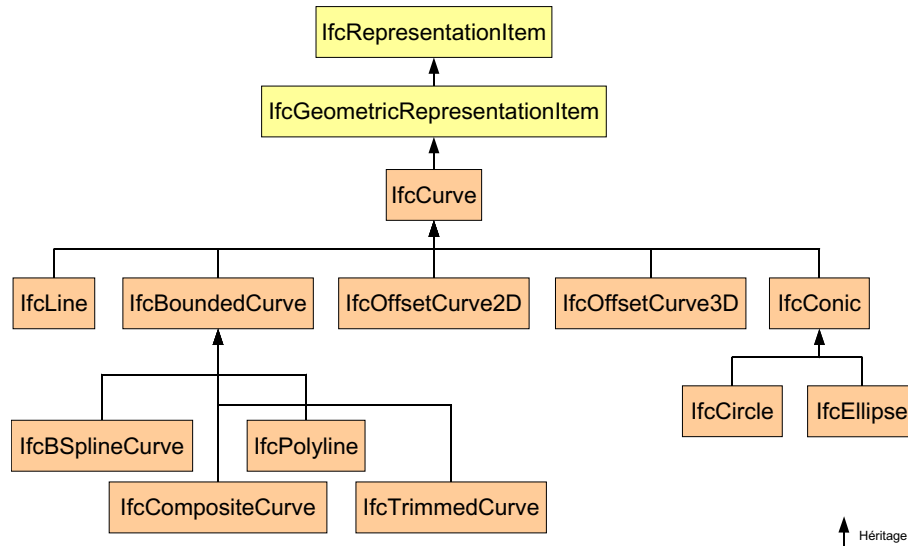 IfcRepresentationItem
IfcGeometricRepresentationItem
IfcCurve
IfcLine
IfcBoundedCurve
IfcOffsetCurve2D
IfcOffsetCurve3D
IfcConic
IfcCircle
IfcEllipse
IfcBSplineCurve
IfcPolyline
IfcCompositeCurve
IfcTrimmedCurve
Héritage